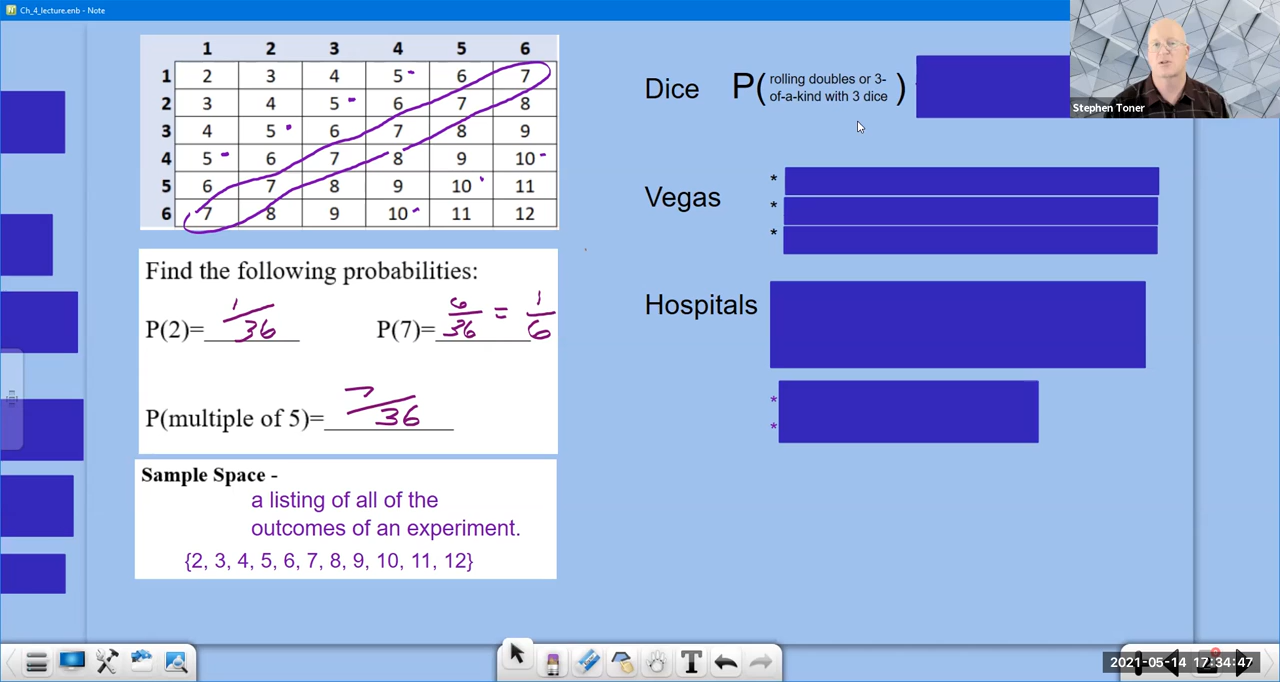 Ch_4_lecture.enb - Note
1 2 3 4 5 6
1 2 3 4 5 6 7
2 3 4 5 6 7 8
3 4 5 6 7 8 9
4 5 6 7 8 9 10
5 6 7 8 9 10 11
6 7 8 9 10 11 12
Find the following probabilities:
P(2)= 1/36 P(7)= 6/36 = 1/6
P(multiple of 5)= 7/36
Sample Space -
a listing of all of the
outcomes of an experiment.
{2, 3, 4, 5, 6, 7, 8, 9, 10, 11, 12}
Dice P( rolling doubles or 3-
of-a-kind with 3 dice )
Vegas
*
*
*
Hospitals
*
*
Stephen Toner
2021-05-14 17:34:47